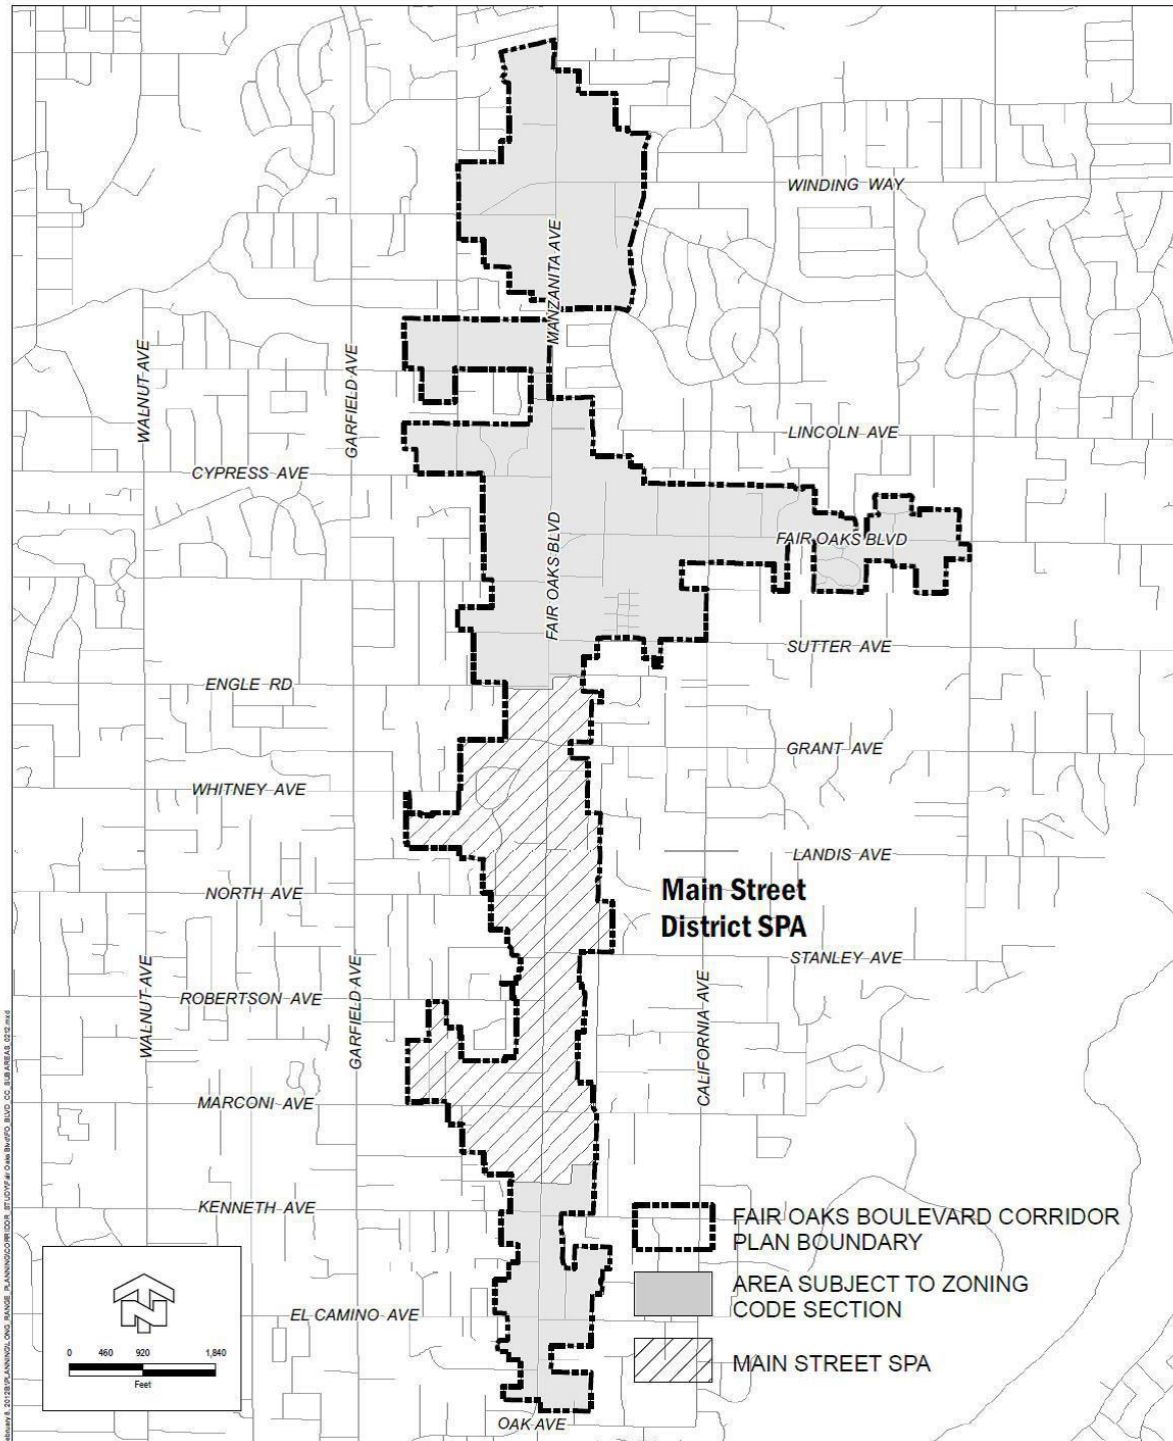 WINDING WAY
MANZANITA AVE
WALNUT AVE
GARFIELD AVE
LINCOLN AVE
CYPRESS AVE
FAIR OAKS BLVD
FAIR OAKS BLVD
SUTTER AVE
ENGLE RD
GRANT AVE
WHITNEY AVE
LANDIS AVE
Main Street
District SPA
NORTH AVE
STANLEY AVE
WALNUT AVE
GARFIELD AVE
ROBERTSON AVE
CALIFORNIA AVE
MARCONI AVE
KENNETH AVE
FAIR OAKS BOULEVARD CORRIDOR
PLAN BOUNDARY
AREA SUBJECT TO ZONING
CODE SECTION
EL CAMINO AVE
MAIN STREET SPA
0 460 920 1,840
Feet
OAK AVE